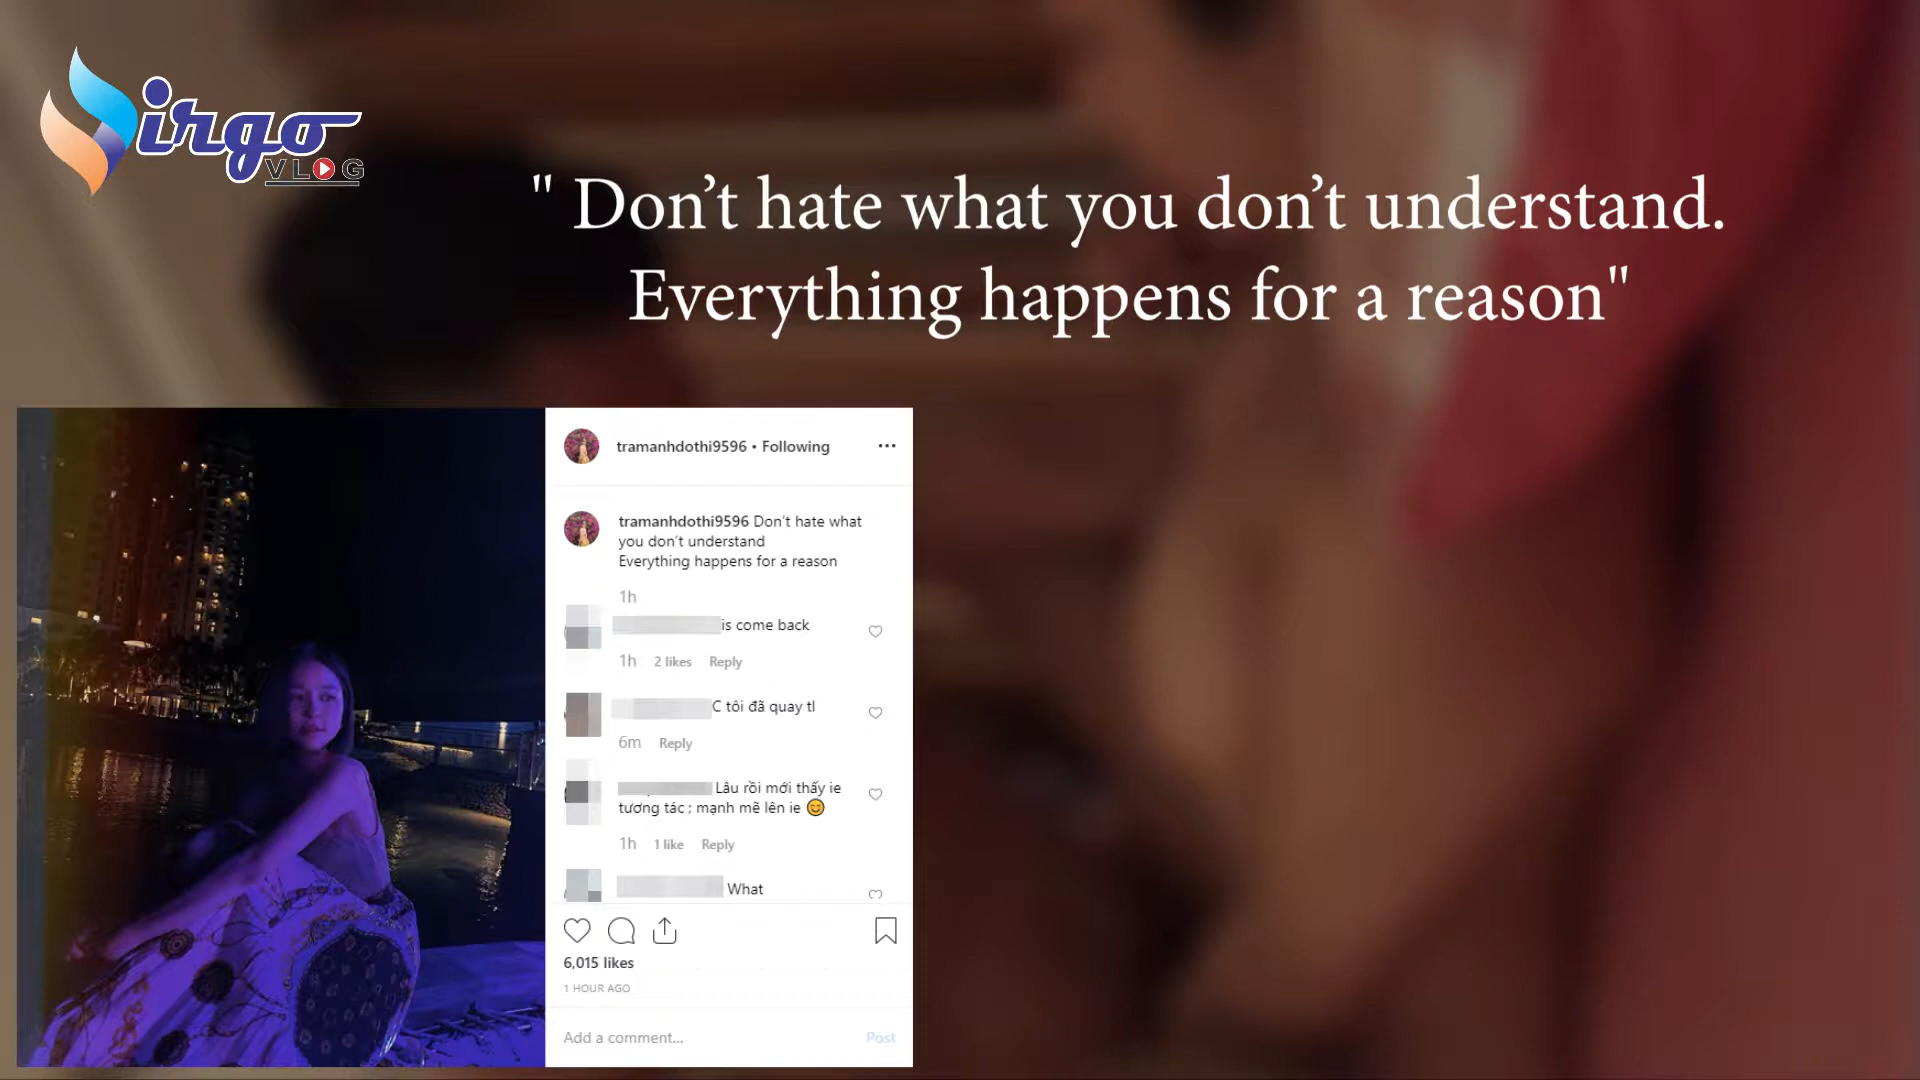 Virgo
VLOG
" Don’t hate what you don’t understand.
Everything happens for a reason"
tramanhdothi9596 • Following
tramanhdothi9596 Don’t hate what
you don’t understand
Everything happens for a reason
1h
is come back
1h 2 likes Reply
C tôi đã quay tl
6m Reply
Lâu rồi mới thấy ie
tương tác ; mạnh mẽ lên ie 😊
1h 1 like Reply
What
6,015 likes
1 HOUR AGO
Add a comment... Post